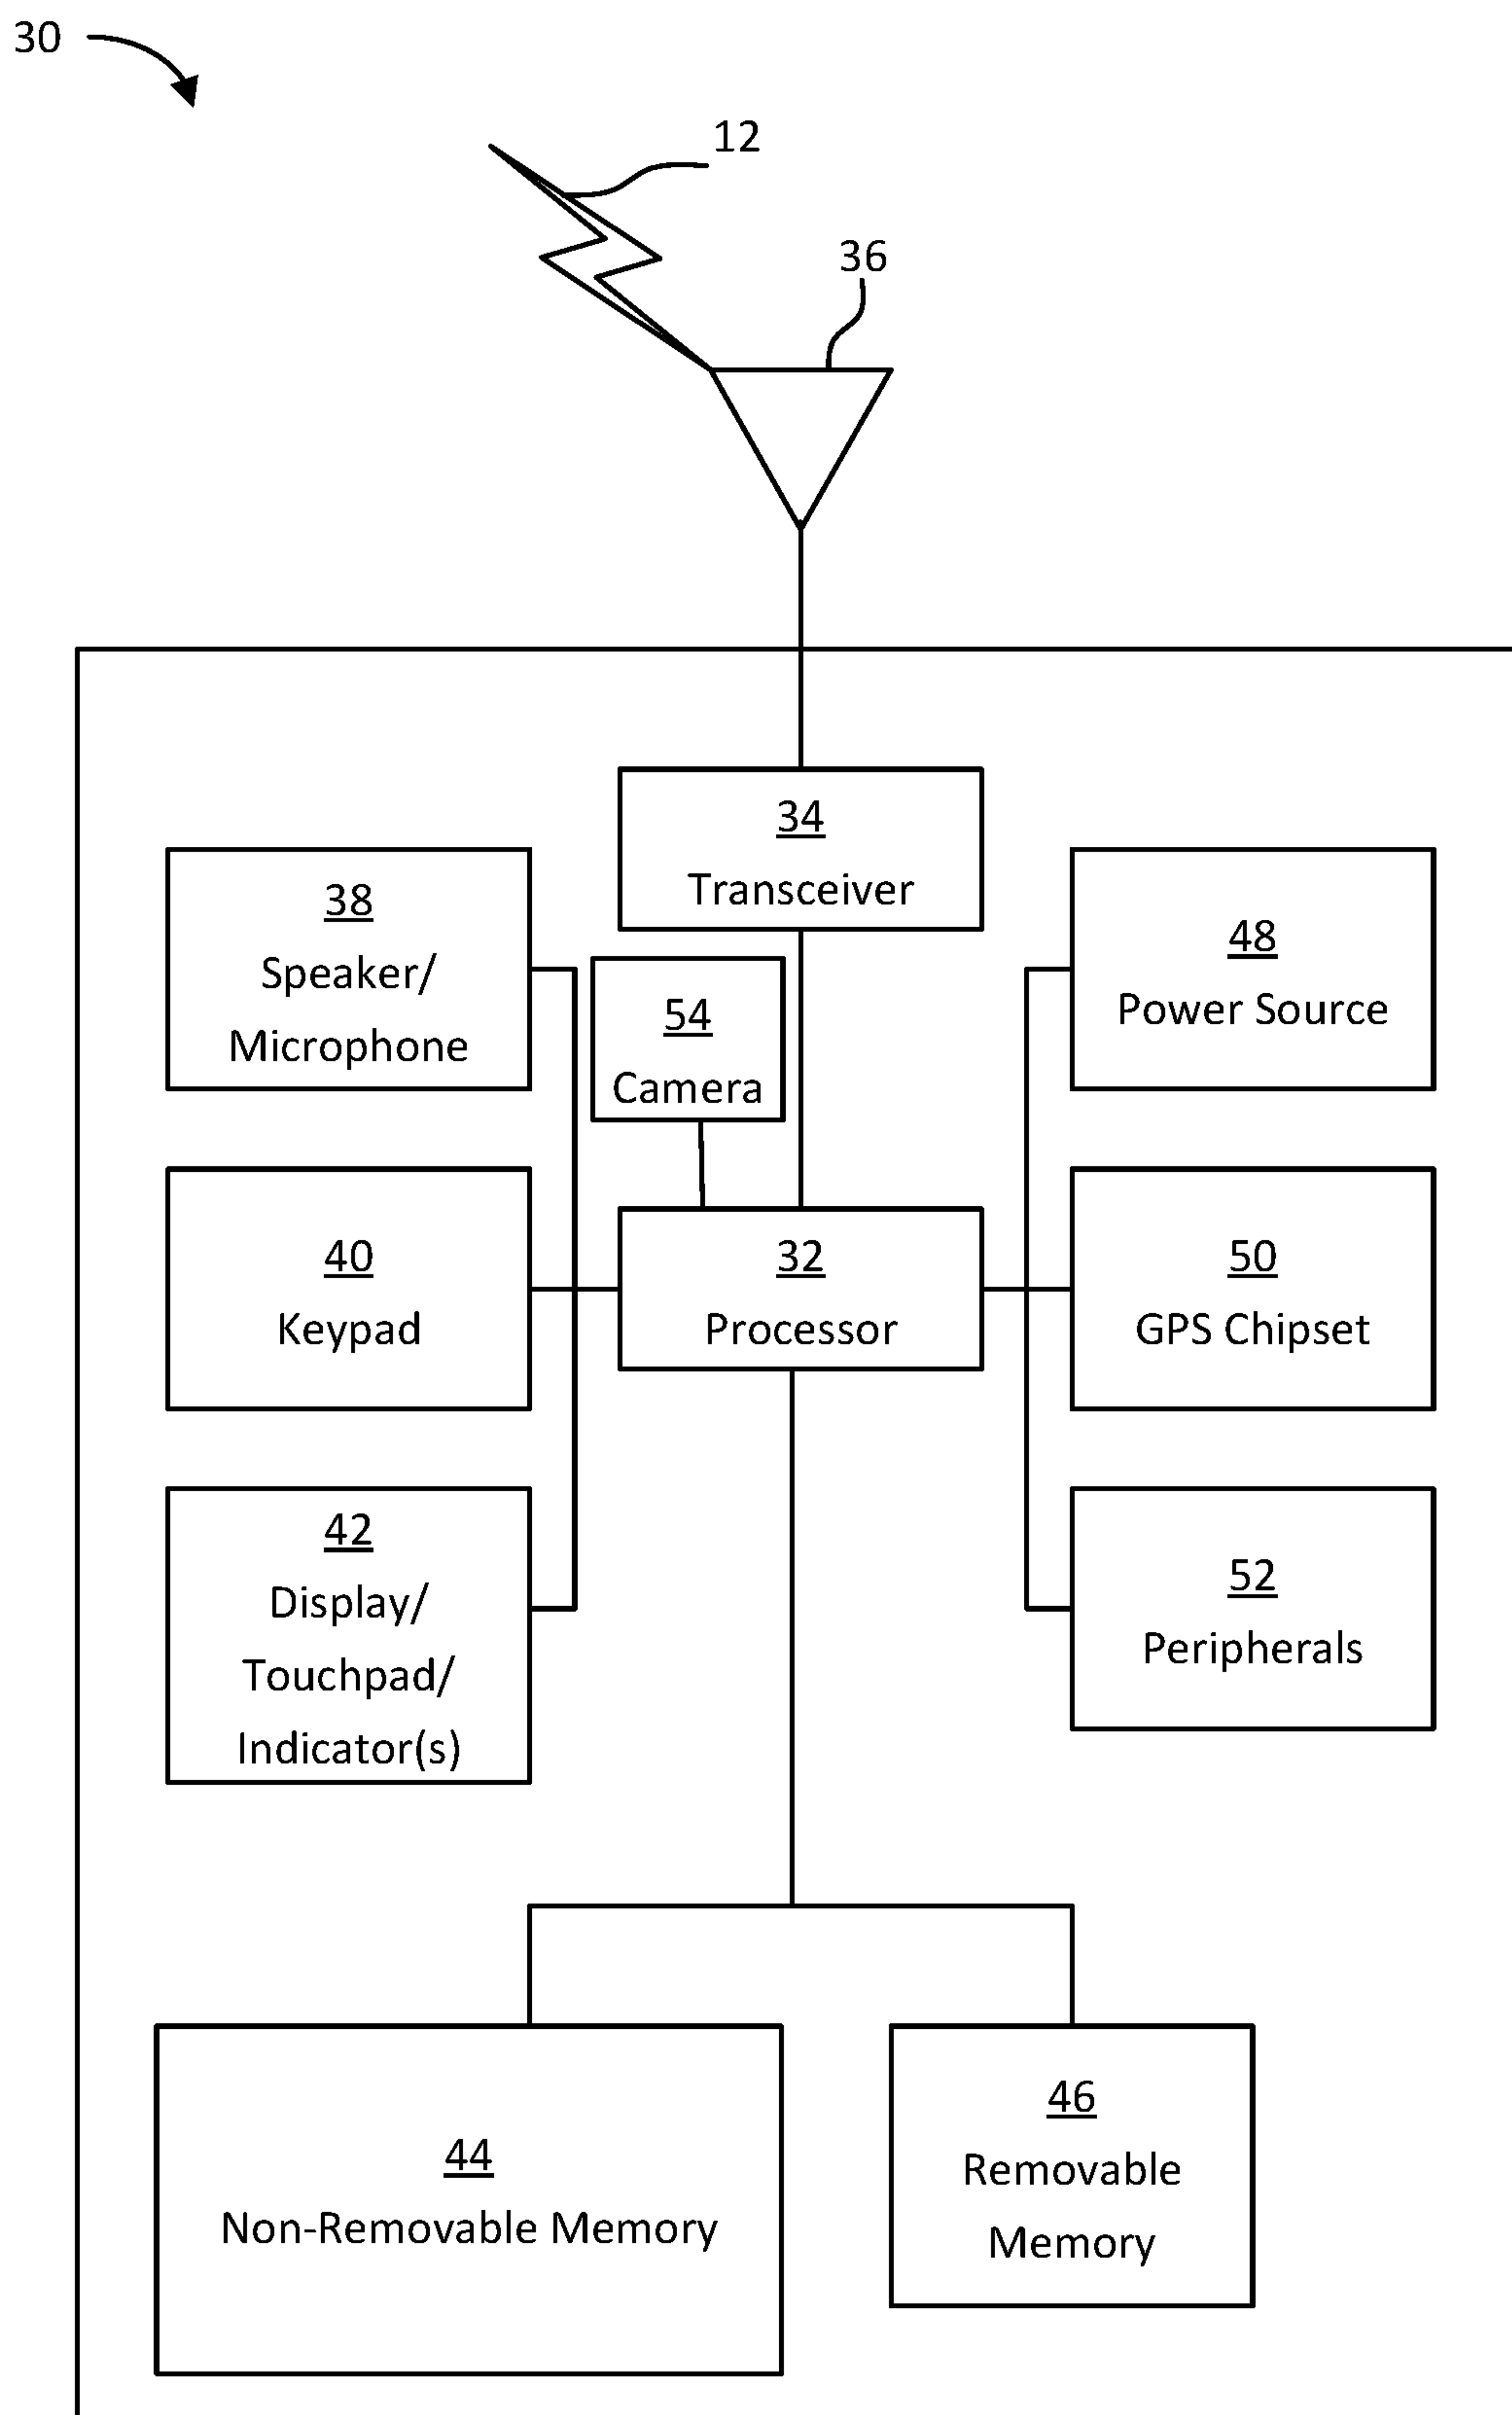 30
12
36
34
Transceiver
38
Speaker/
Microphone
48
Power Source
54
Camera
40
Keypad
32
Processor
50
GPS Chipset
42
Display/
Touchpad/
Indicator(s)
52
Peripherals
44
Non-Removable Memory
46
Removable
Memory